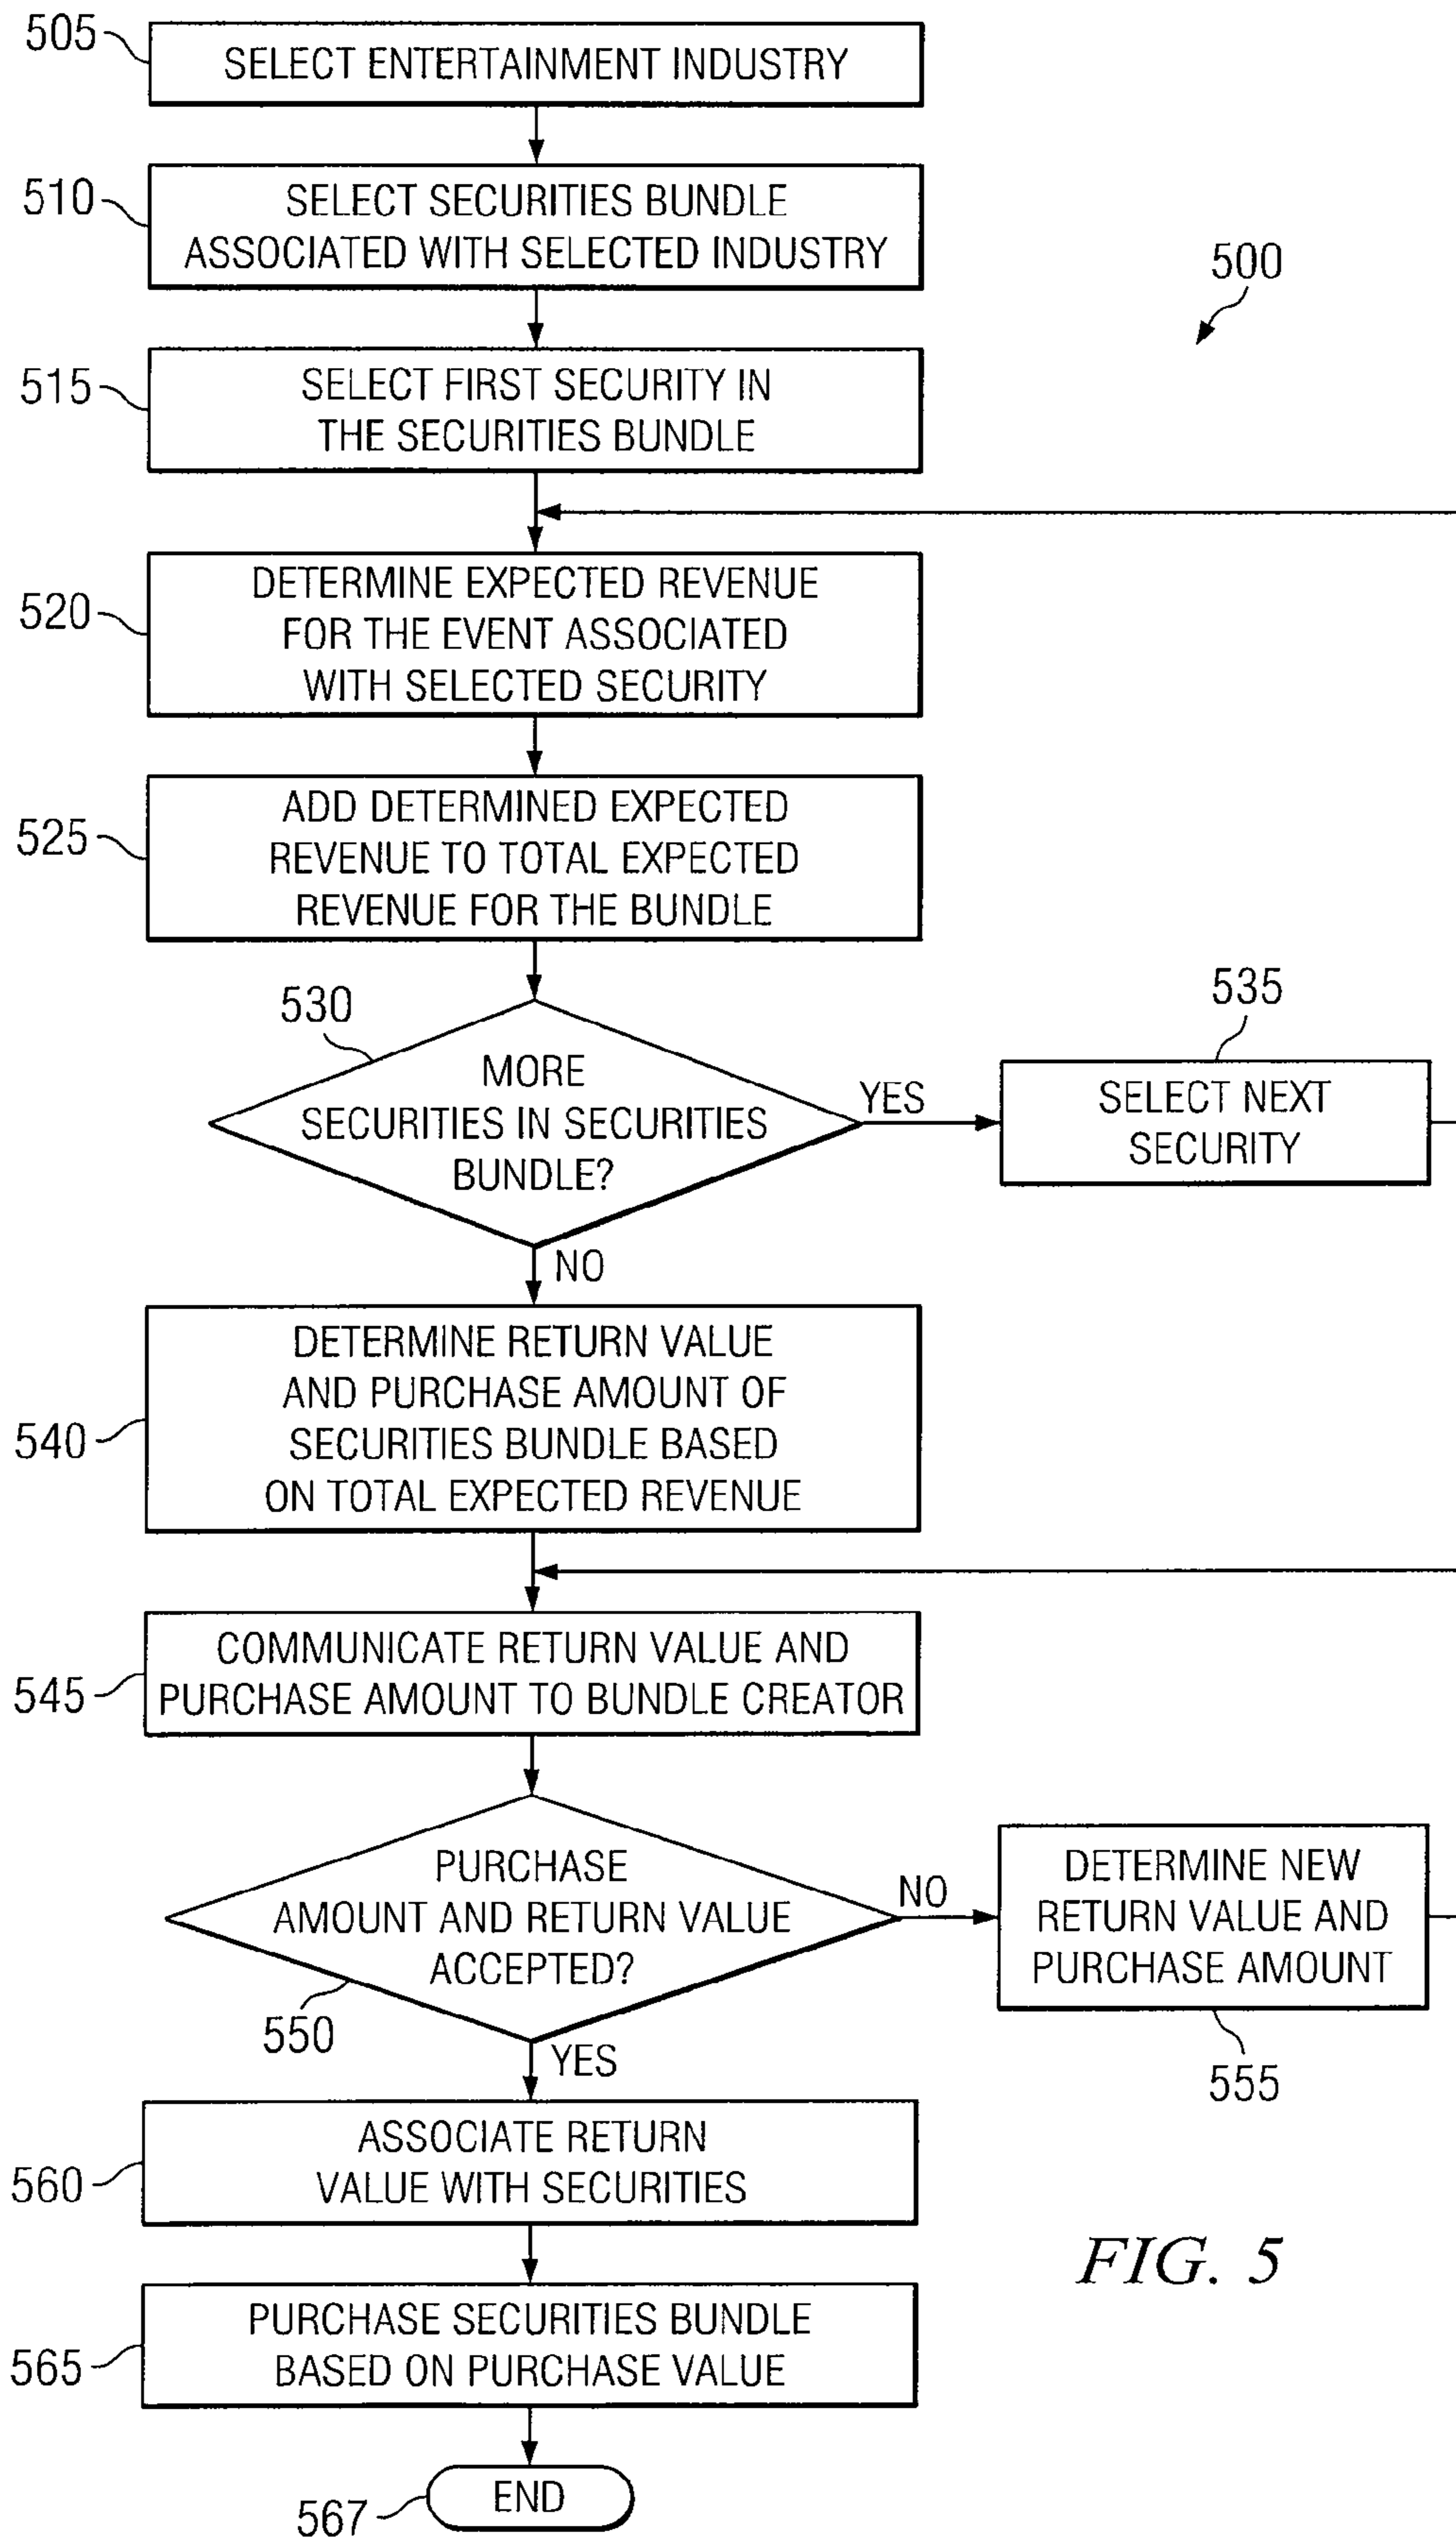 505
SELECT ENTERTAINMENT INDUSTRY
510
SELECT SECURITIES BUNDLE
ASSOCIATED WITH SELECTED INDUSTRY
500
515
SELECT FIRST SECURITY IN
THE SECURITIES BUNDLE
520
DETERMINE EXPECTED REVENUE
FOR THE EVENT ASSOCIATED
WITH SELECTED SECURITY
525
ADD DETERMINED EXPECTED
REVENUE TO TOTAL EXPECTED
REVENUE FOR THE BUNDLE
530
MORE
SECURITIES IN SECURITIES
BUNDLE?
YES
535
SELECT NEXT
SECURITY
NO
540
DETERMINE RETURN VALUE
AND PURCHASE AMOUNT OF
SECURITIES BUNDLE BASED
ON TOTAL EXPECTED REVENUE
545
COMMUNICATE RETURN VALUE AND
PURCHASE AMOUNT TO BUNDLE CREATOR
550
PURCHASE
AMOUNT AND RETURN VALUE
ACCEPTED?
NO
DETERMINE NEW
RETURN VALUE AND
PURCHASE AMOUNT
555
YES
560
ASSOCIATE RETURN
VALUE WITH SECURITIES
565
PURCHASE SECURITIES BUNDLE
BASED ON PURCHASE VALUE
567
END
FIG. 5